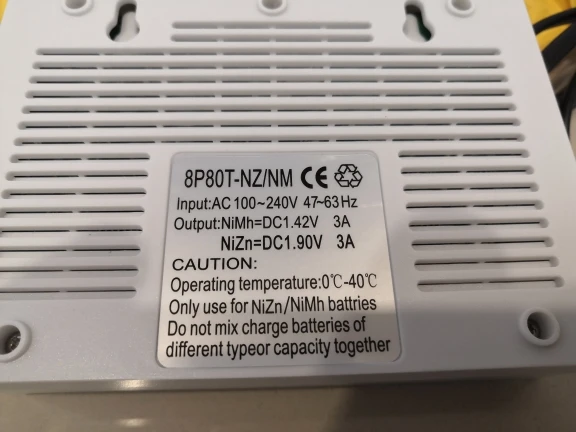 8P80T-NZ/NM CE
Input:AC 100~240V 47~63Hz
Output:NiMh=DC1.42V 3A
NiZn=DC1.90V 3A
CAUTION:
Operating temperature:0℃-40℃
Only use for NiZn/NiMh battries
Do not mix charge batteries of
different typeor capacity together